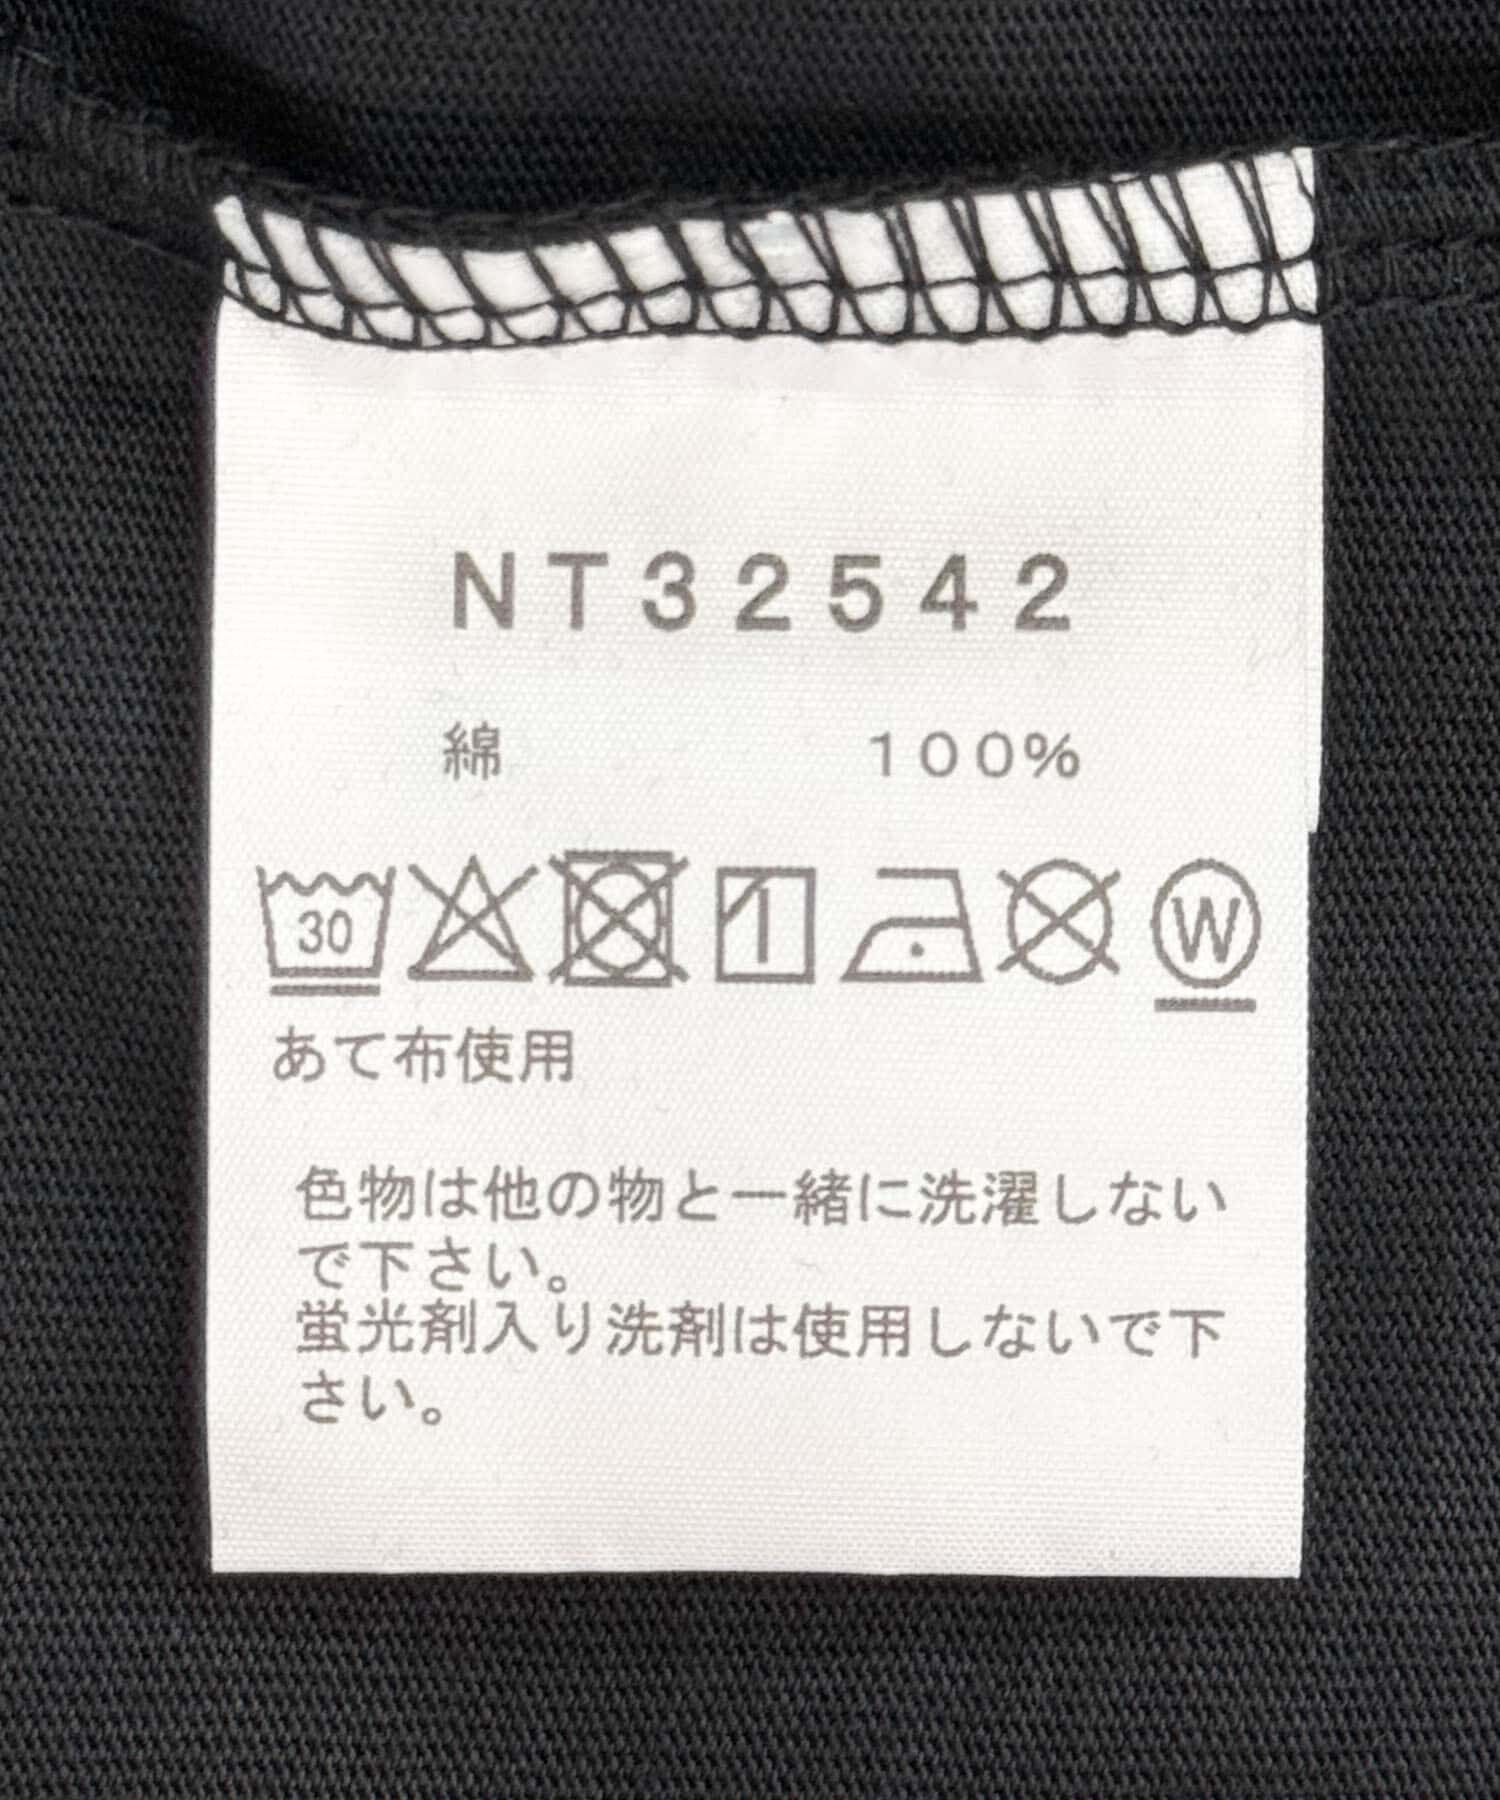 NT32542
綿 100%
30 W
あて布使用
色物は他の物と一緒に洗濯しない
で下さい。
蛍光剤入り洗剤は使用しないで下
さい。